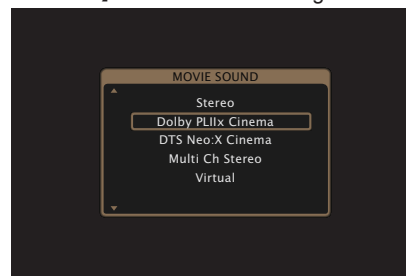 MOVIE SOUND
Stereo
Dolby PLIIx Cinema
DTS Neo:X Cinema
Multi Ch Stereo
Virtual